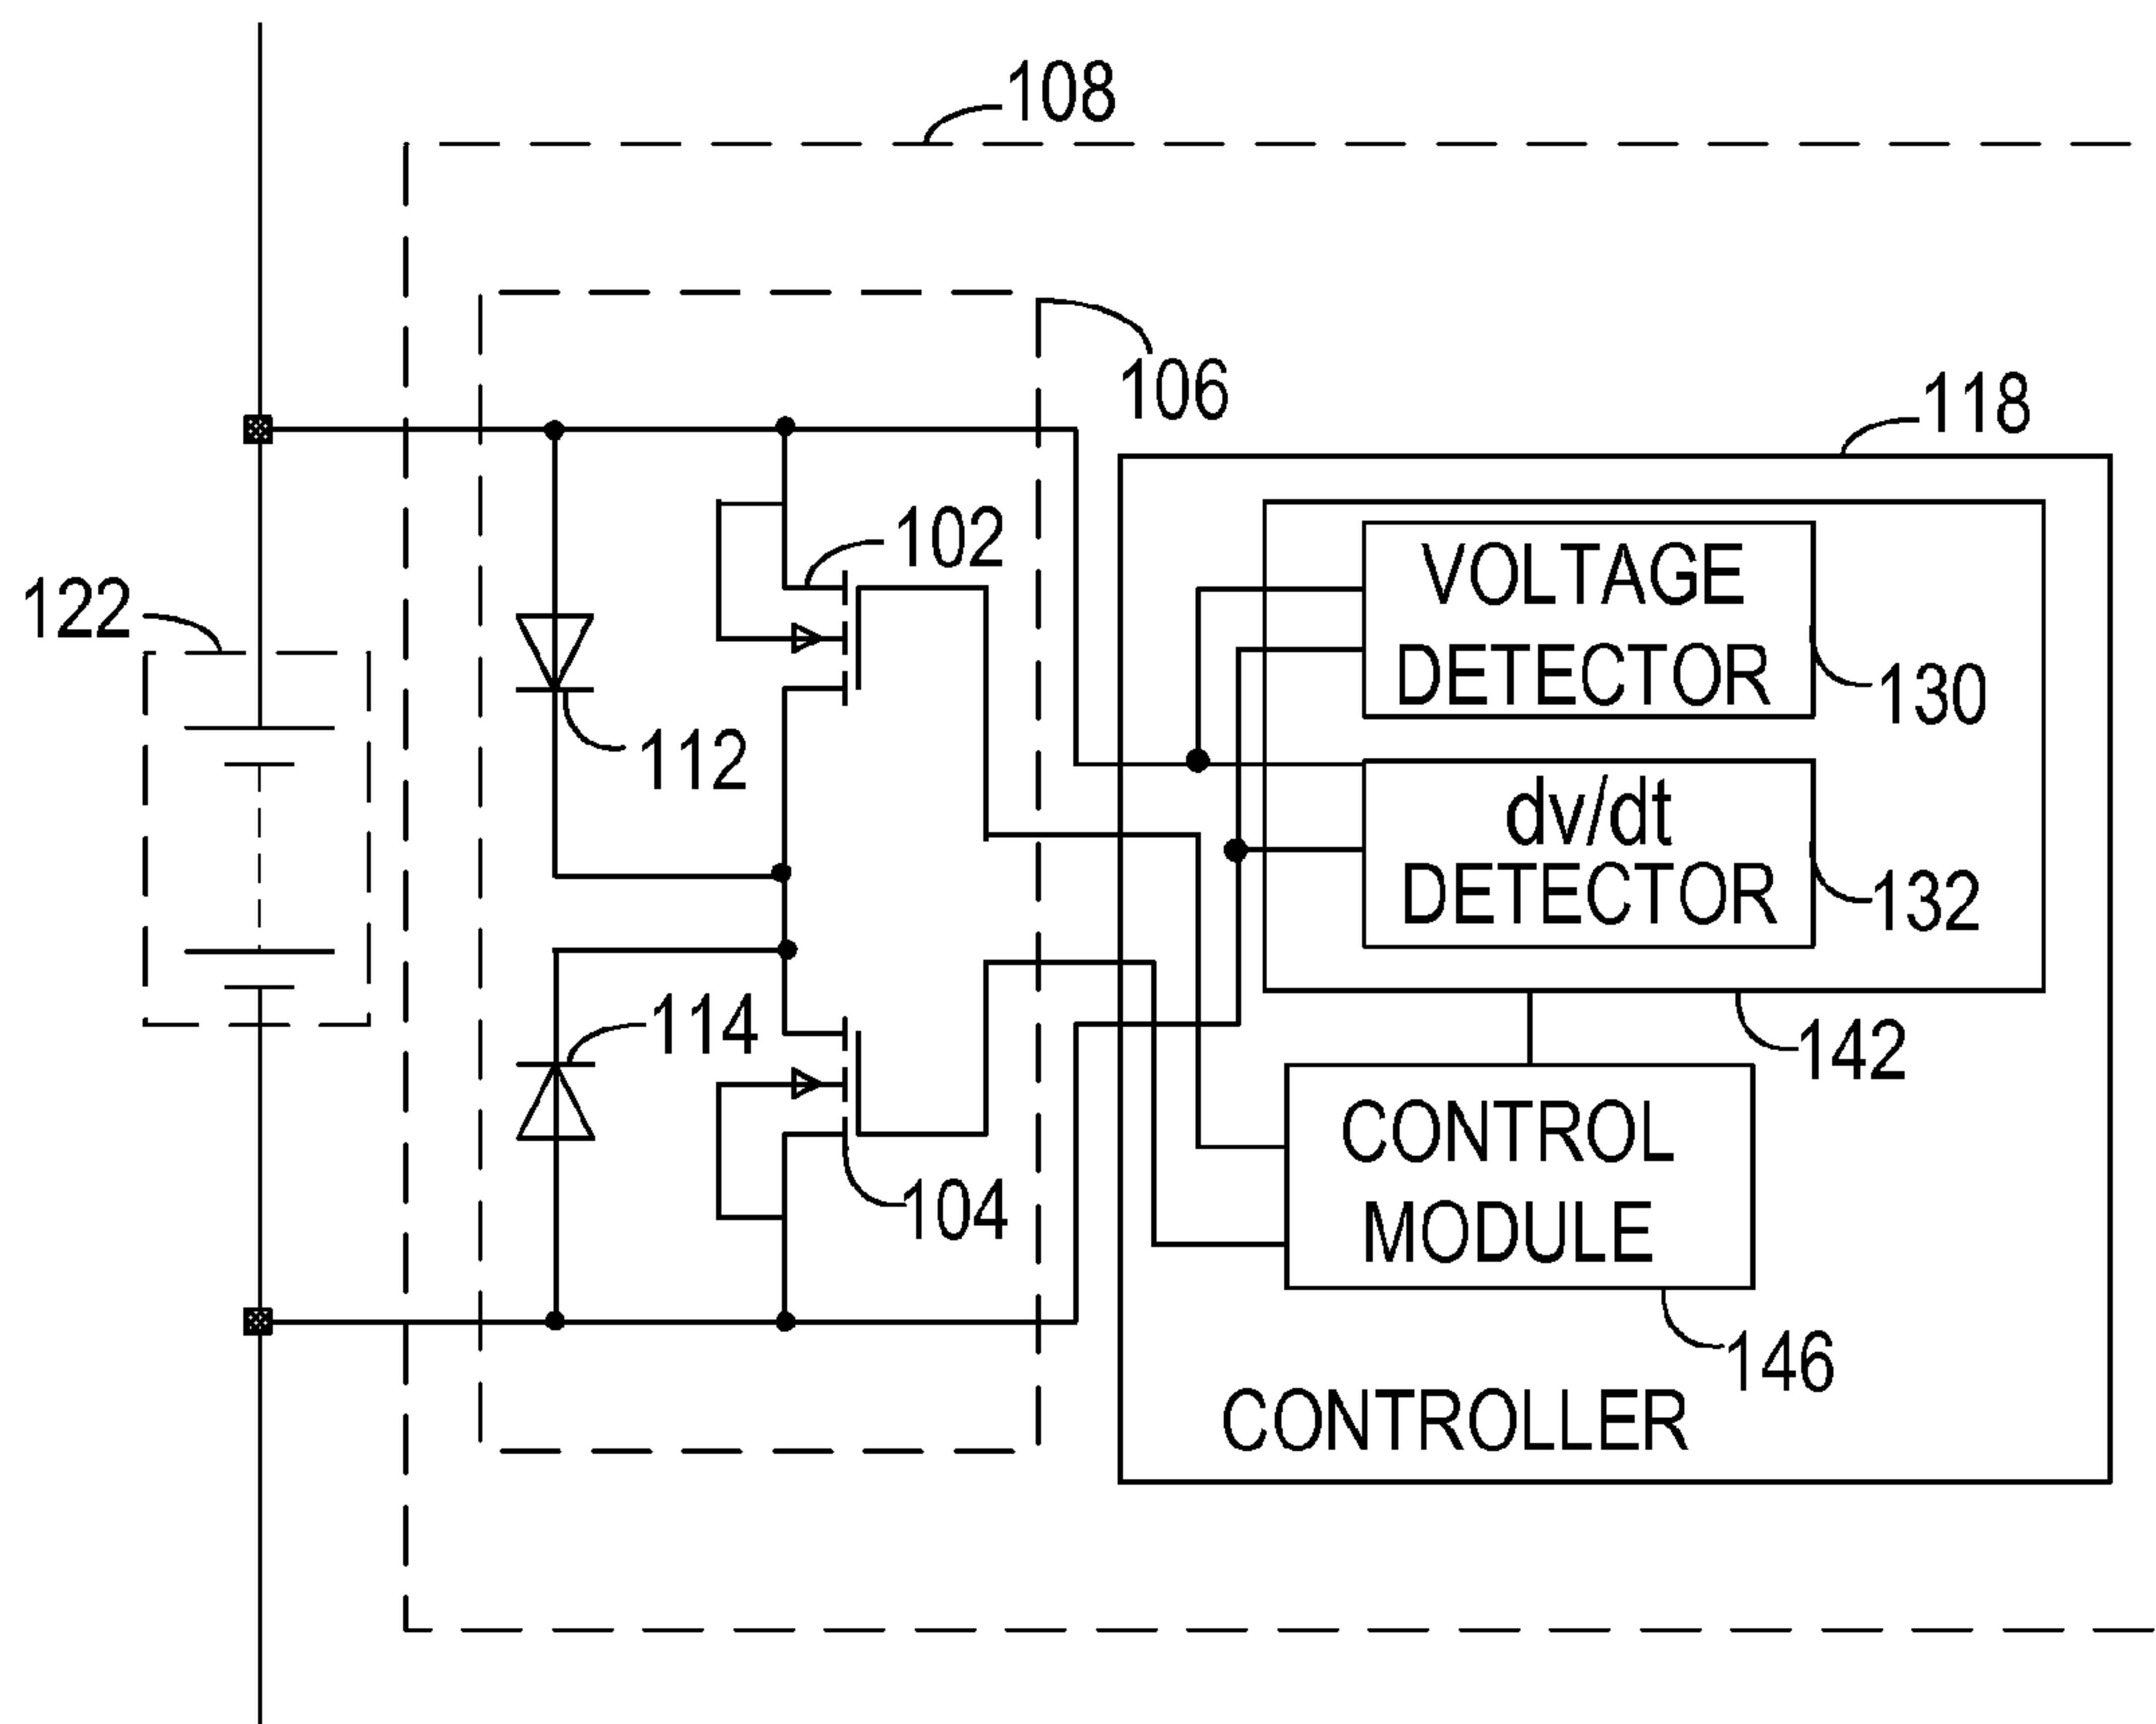 108
106
118
102
VOLTAGE
DETECTOR
122
130
112
dv/dt
DETECTOR
132
114
142
CONTROL
MODULE
104
146
CONTROLLER